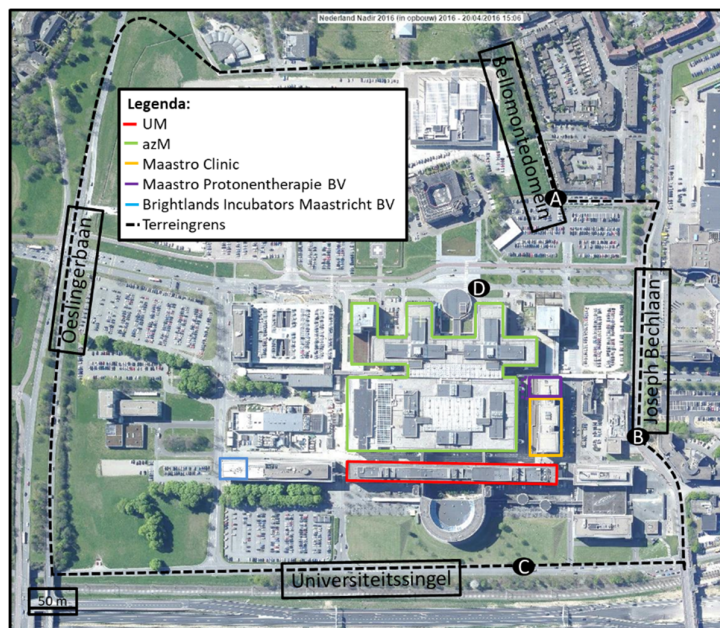 Nederland Nadir 2016 (in opbouw) 2016 - 20/04/2016 15:06
Bellomontedomein
Legenda:
UM
azM
Maastro Clinic
Maastro Protonentherapie BV
Brightlands Incubators Maastricht BV
Terreingrens
A
Oeslingerbaan
D
Joseph Bechlaan
B
C
Universiteitssingel
50 m